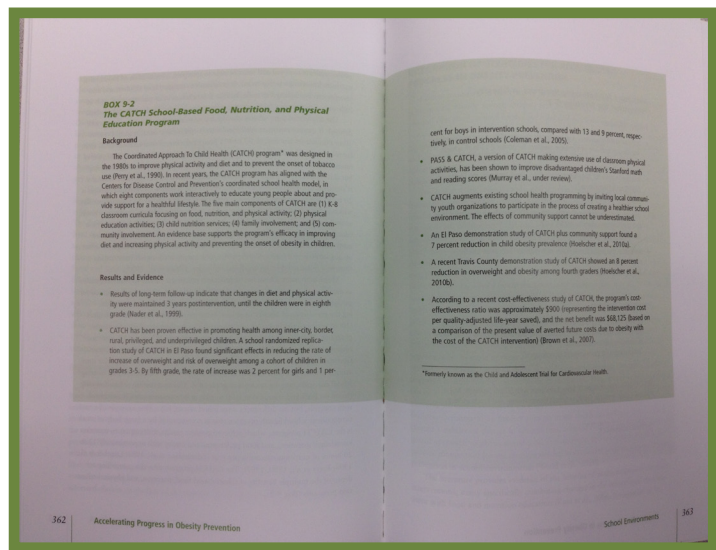 BOX 9-2
The CATCH School-Based Food, Nutrition, and Physical
Education Program
Background
The Coordinated Approach To Child Health (CATCH) program* was designed in
the 1980s to improve physical activity and diet and to prevent the onset of tobacco
use (Perry et al., 1990). In recent years, the CATCH program has aligned with the
Centers for Disease Control and Prevention's coordinated school health model, in
which eight components work interactively to educate young people about and pro-
vide support for a healthful lifestyle. The five main components of CATCH are (1) K-8
classroom curricula focusing on food, nutrition, and physical activity; (2) physical
education activities; (3) child nutrition services; (4) family involvement; and (5) com-
munity involvement. An evidence base supports the program's efficacy in improving
diet and increasing physical activity and preventing the onset of obesity in children.
Results and Evidence
• Results of long-term follow-up indicate that changes in diet and physical activ-
ity were maintained 3 years postintervention, until the children were in eighth
grade (Nader et al., 1999).
• CATCH has been proven effective in promoting health among inner-city, border,
rural, privileged, and underprivileged children. A school randomized replica-
tion study of CATCH in El Paso found significant effects in reducing the rate of
increase of overweight and risk of overweight among a cohort of children in
grades 3-5. By fifth grade, the rate of increase was 2 percent for girls and 1 per-
362
Accelerating Progress in Obesity Prevention
cent for boys in intervention schools, compared with 13 and 9 percent, respec-
tively, in control schools (Coleman et al., 2005).
• PASS & CATCH, a version of CATCH making extensive use of classroom physical
activities, has been shown to improve disadvantaged children's Stanford math
and reading scores (Murray et al., under review).
• CATCH augments existing school health programming by inviting local communi-
ty youth organizations to participate in the process of creating a healthier school
environment. The effects of community support cannot be underestimated.
• An El Paso demonstration study of CATCH plus community support found a
7 percent reduction in child obesity prevalence (Hoelscher et al., 2010a).
• A recent Travis County demonstration study of CATCH showed an 8 percent
reduction in overweight and obesity among fourth graders (Hoelscher et al.,
2010b).
• According to a recent cost-effectiveness study of CATCH, the program's cost-
effectiveness ratio was approximately $900 (representing the intervention cost
per quality-adjusted life-year saved), and the net benefit was $68,125 (based on
a comparison of the present value of averted future costs due to obesity with
the cost of the CATCH intervention) (Brown et al., 2007).
*Formerly known as the Child and Adolescent Trial for Cardiovascular Health.
School Environments
363